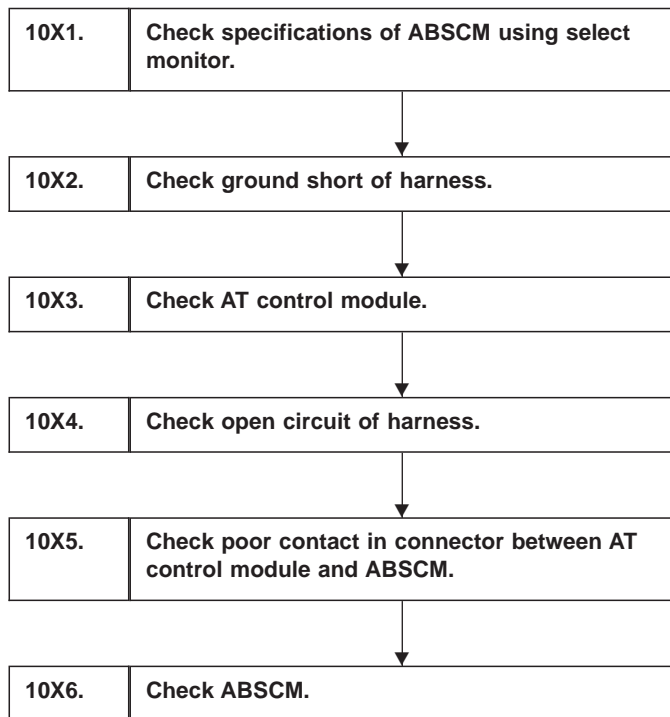 10X1. Check specifications of ABSCM using select
monitor.
10X2. Check ground short of harness.
10X3. Check AT control module.
10X4. Check open circuit of harness.
10X5. Check poor contact in connector between AT
control module and ABSCM.
10X6. Check ABSCM.